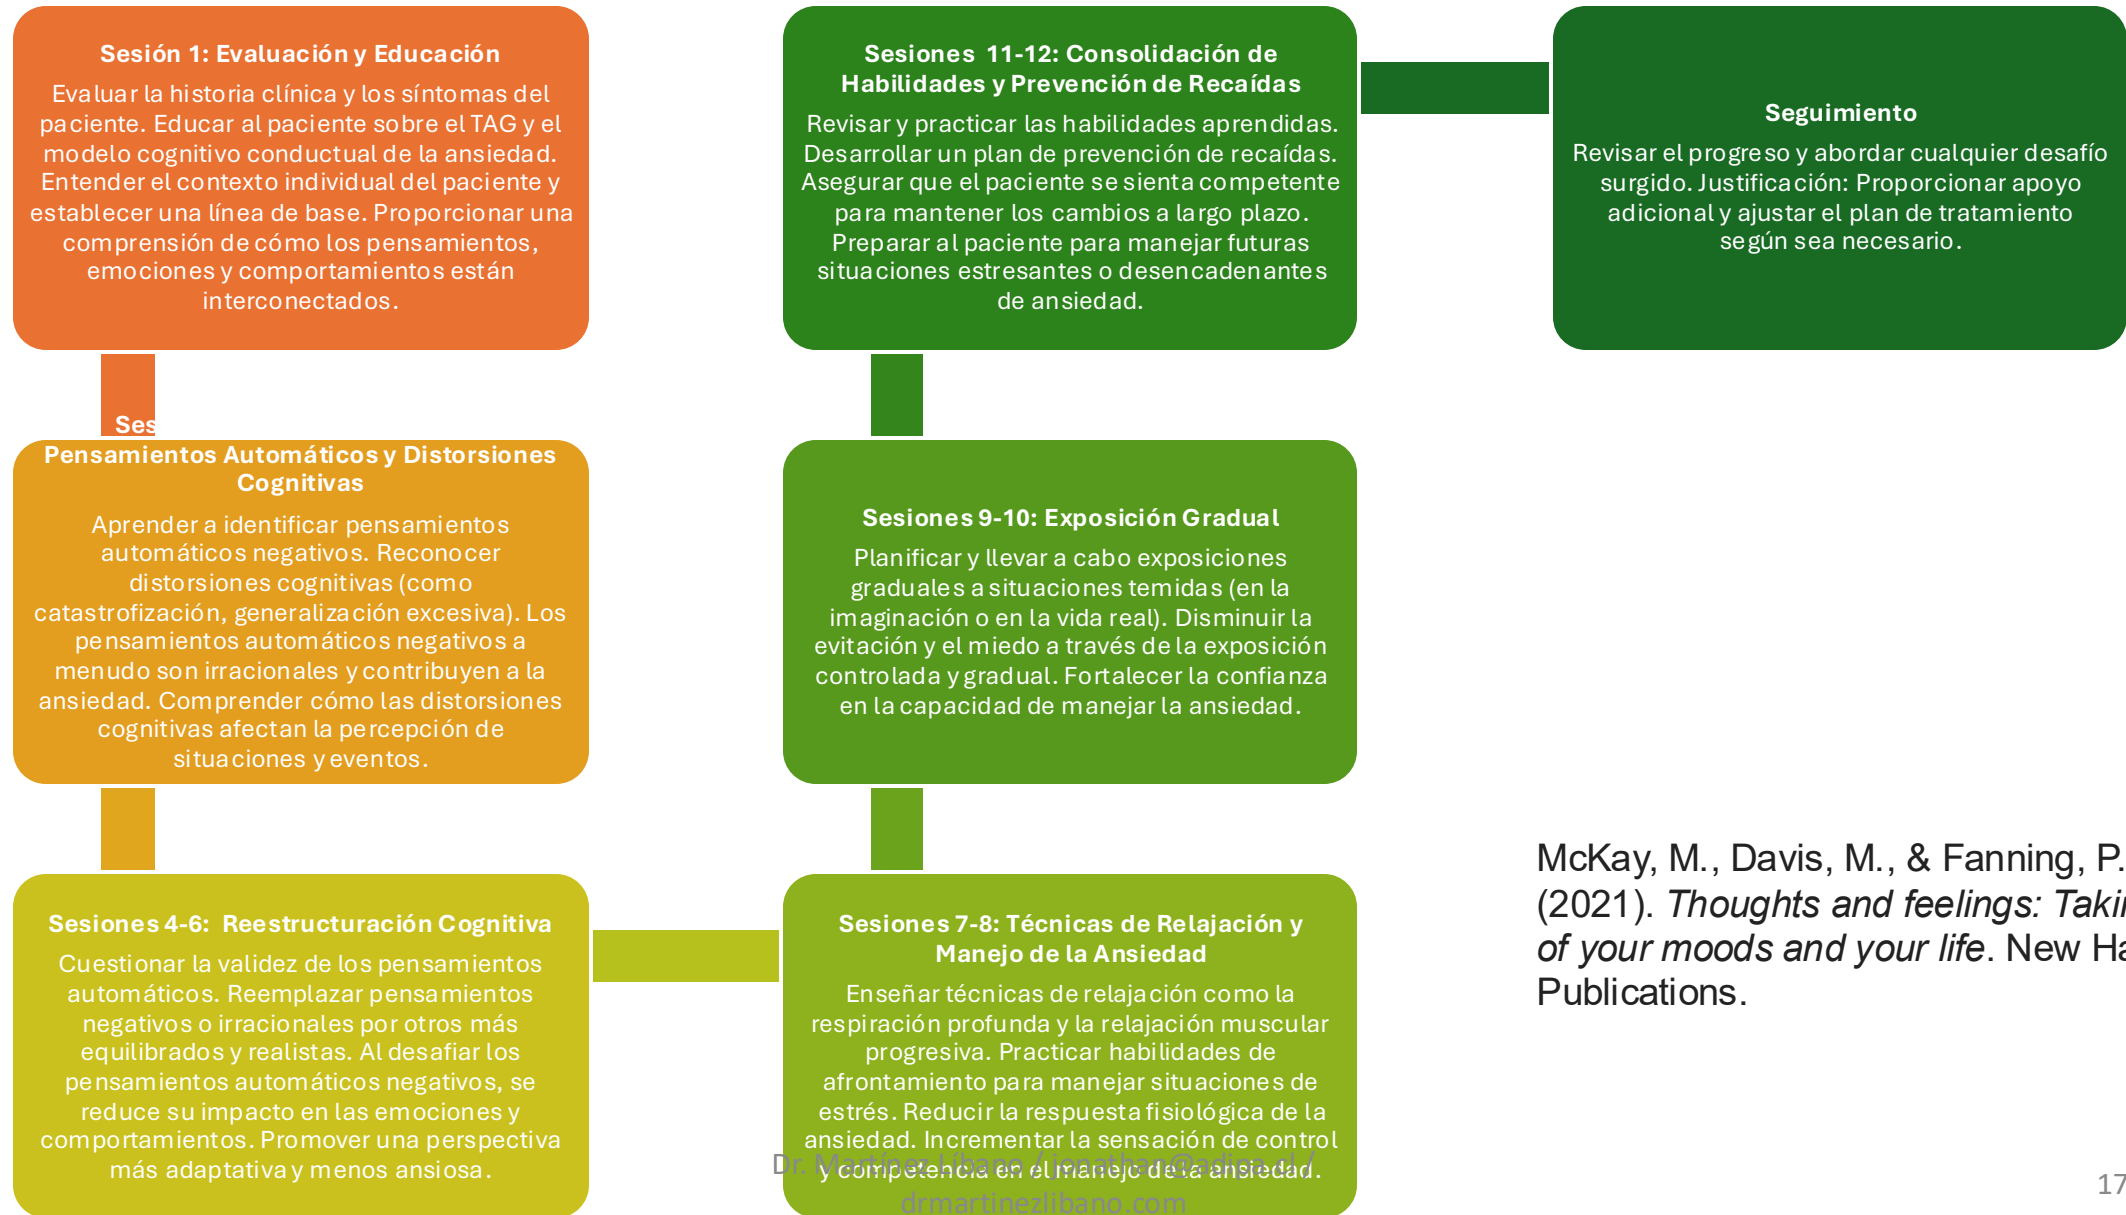 Sesión 1: Evaluación y Educación
Evaluar la historia clínica y los síntomas del
paciente. Educar al paciente sobre el TAG y el
modelo cognitivo conductual de la ansiedad.
Entender el contexto individual del paciente y
establecer una línea de base. Proporcionar una
comprensión de cómo los pensamientos,
emociones y comportamientos están
interconectados.
Ses
Pensamientos Automáticos y Distorsiones
Cognitivas
Aprender a identificar pensamientos
automáticos negativos. Reconocer
distorsiones cognitivas (como
catastrofización, generalización excesiva). Los
pensamientos automáticos negativos a
menudo son irracionales y contribuyen a la
ansiedad. Comprender cómo las distorsiones
cognitivas afectan la percepción de
situaciones y eventos.
Sesiones 4-6: Reestructuración Cognitiva
Cuestionar la validez de los pensamientos
automáticos. Reemplazar pensamientos
negativos o irracionales por otros más
equilibrados y realistas. Al desafiar los
pensamientos automáticos negativos, se
reduce su impacto en las emociones y
comportamientos. Promover una perspectiva
más adaptativa y menos ansiosa.
Sesiones 7-8: Técnicas de Relajación y
Manejo de la Ansiedad
Enseñar técnicas de relajación como la
respiración profunda y la relajación muscular
progresiva. Practicar habilidades de
afrontamiento para manejar situaciones de
estrés. Reducir la respuesta fisiológica de la
ansiedad. Incrementar la sensación de control
y competencia en el manejo de la ansiedad.
Sesiones 9-10: Exposición Gradual
Planificar y llevar a cabo exposiciones
graduales a situaciones temidas (en la
imaginación o en la vida real). Disminuir la
evitación y el miedo a través de la exposición
controlada y gradual. Fortalecer la confianza
en la capacidad de manejar la ansiedad.
Sesiones 11-12: Consolidación de
Habilidades y Prevención de Recaídas
Revisar y practicar las habilidades aprendidas.
Desarrollar un plan de prevención de recaídas.
Asegurar que el paciente se sienta competente
para mantener los cambios a largo plazo.
Preparar al paciente para manejar futuras
situaciones estresantes o desencadenantes
de ansiedad.
Seguimiento
Revisar el progreso y abordar cualquier desafío
surgido. Justificación: Proporcionar apoyo
adicional y ajustar el plan de tratamiento
según sea necesario.
McKay, M., Davis, M., & Fanning, P.
(2021). Thoughts and feelings: Takin
of your moods and your life. New Ha
Publications.
Dr. Martínez Líbano / jonathan@adipa.cl /
drmartinezlibano.com
17